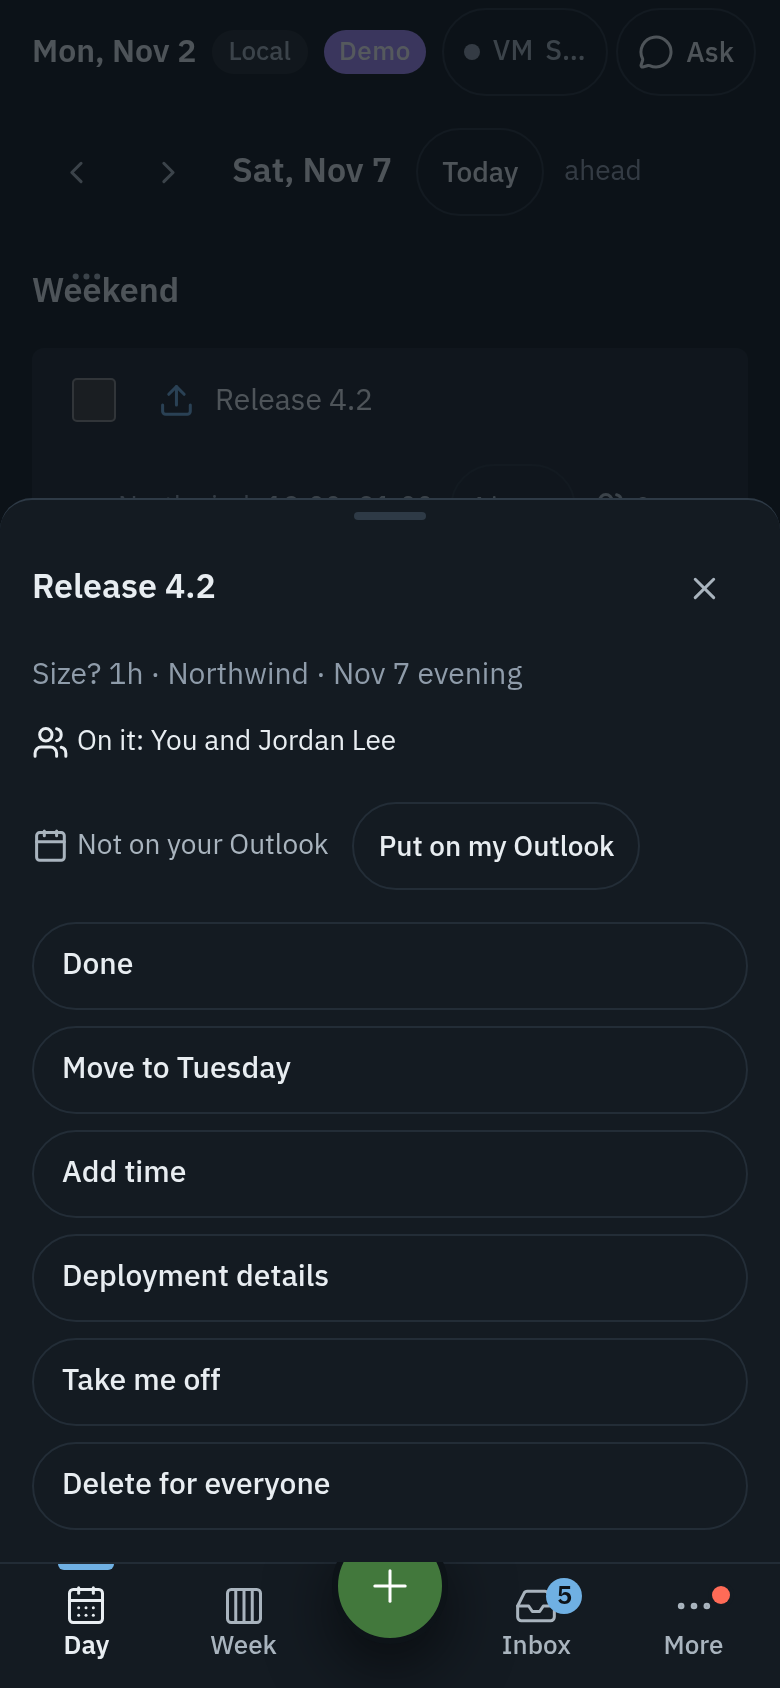 Mon, Nov 2 Local Demo VM S... Ask
Sat, Nov 7 Today ahead
Weekend
Release 4.2
Release 4.2
Size? 1h · Northwind · Nov 7 evening
On it: You and Jordan Lee
Not on your Outlook Put on my Outlook
Done
Move to Tuesday
Add time
Deployment details
Take me off
Delete for everyone
5
Day Week Inbox More